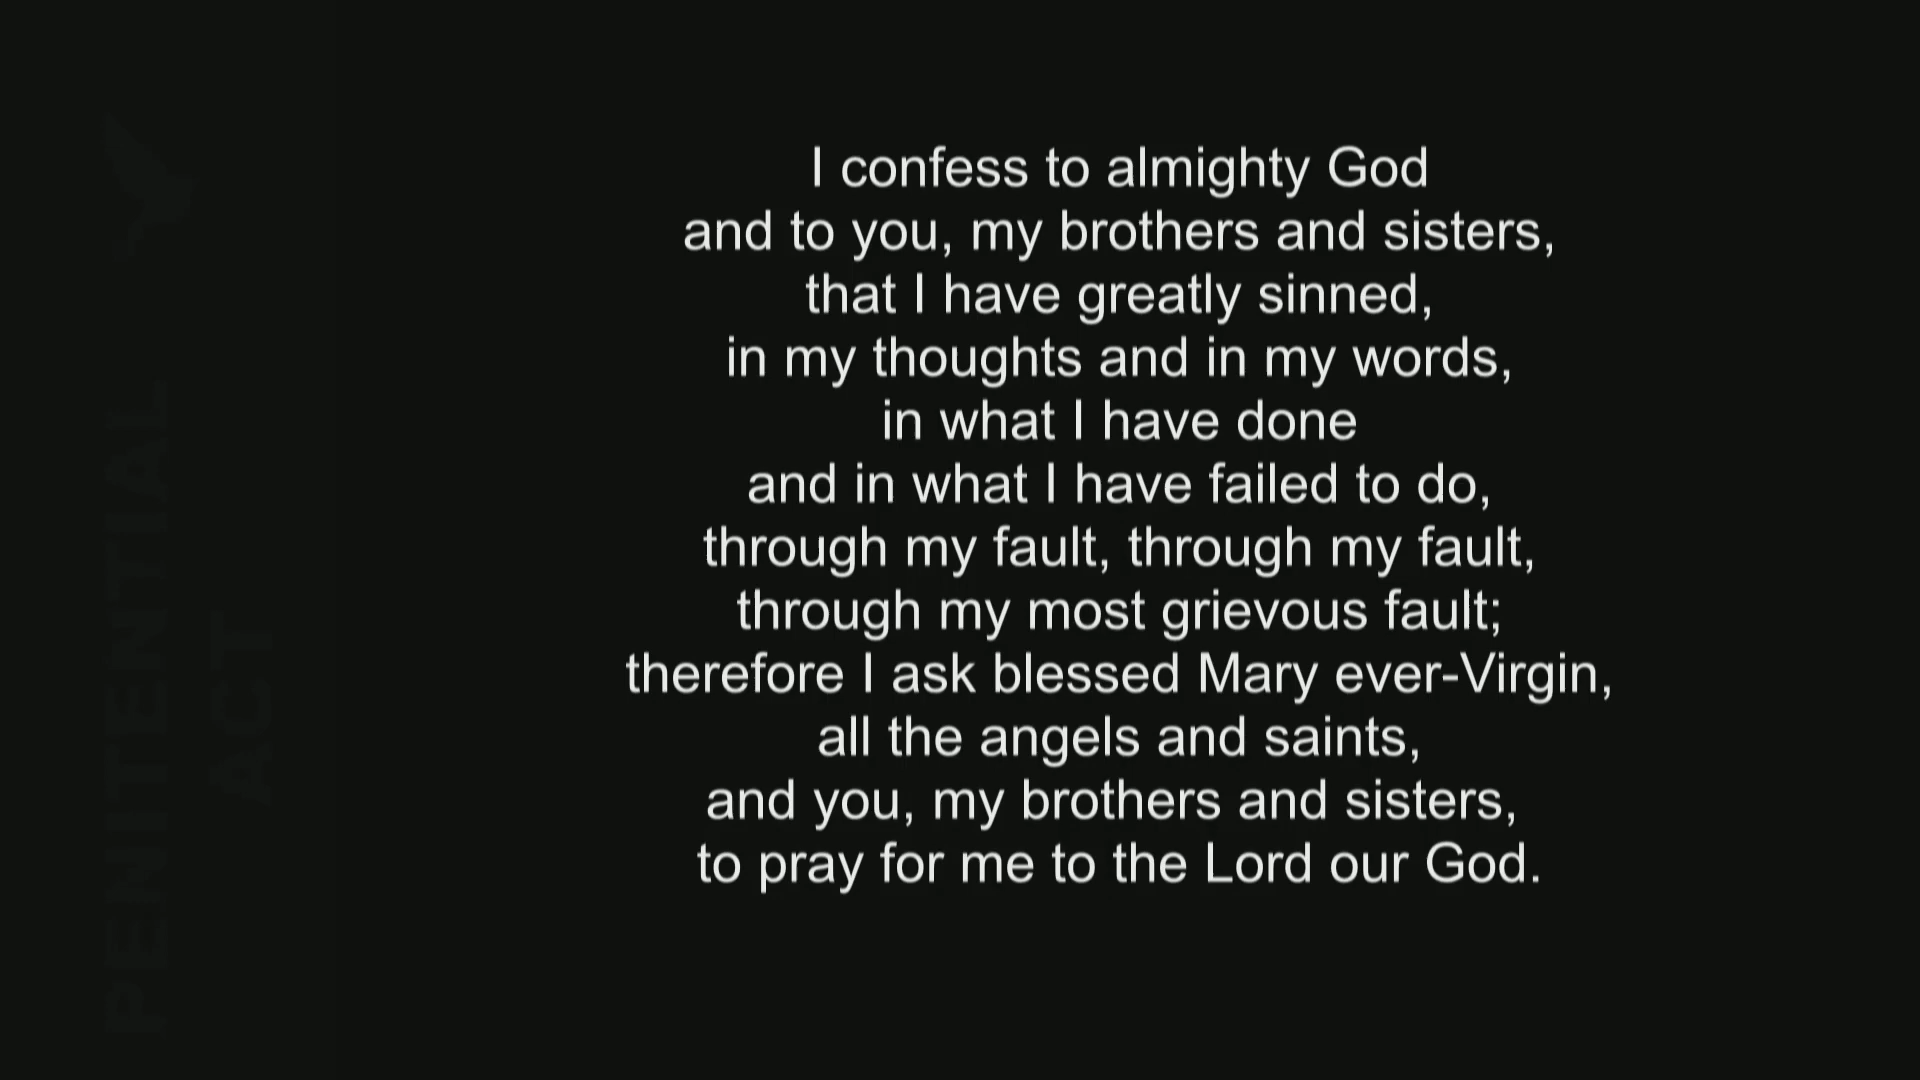 PENITENTIAL
ACT
I confess to almighty God
and to you, my brothers and sisters,
that I have greatly sinned,
in my thoughts and in my words,
in what I have done
and in what I have failed to do,
through my fault, through my fault,
through my most grievous fault;
therefore I ask blessed Mary ever-Virgin,
all the angels and saints,
and you, my brothers and sisters,
to pray for me to the Lord our God.